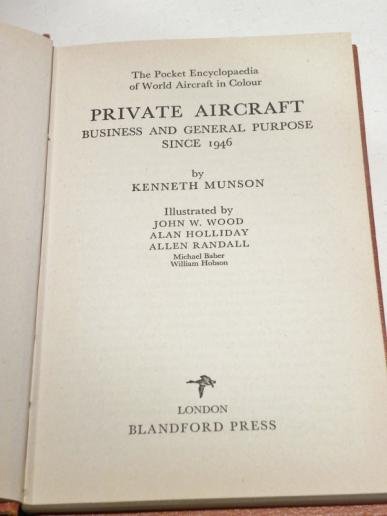 The Pocket Encyclopaedia
of World Aircraft in Colour
PRIVATE AIRCRAFT
BUSINESS AND GENERAL PURPOSE
SINCE 1946
by
KENNETH MUNSON
Illustrated by
JOHN W. WOOD
ALAN HOLLIDAY
ALLEN RANDALL
Michael Baber
William Hobson
LONDON
BLANDFORD PRESS